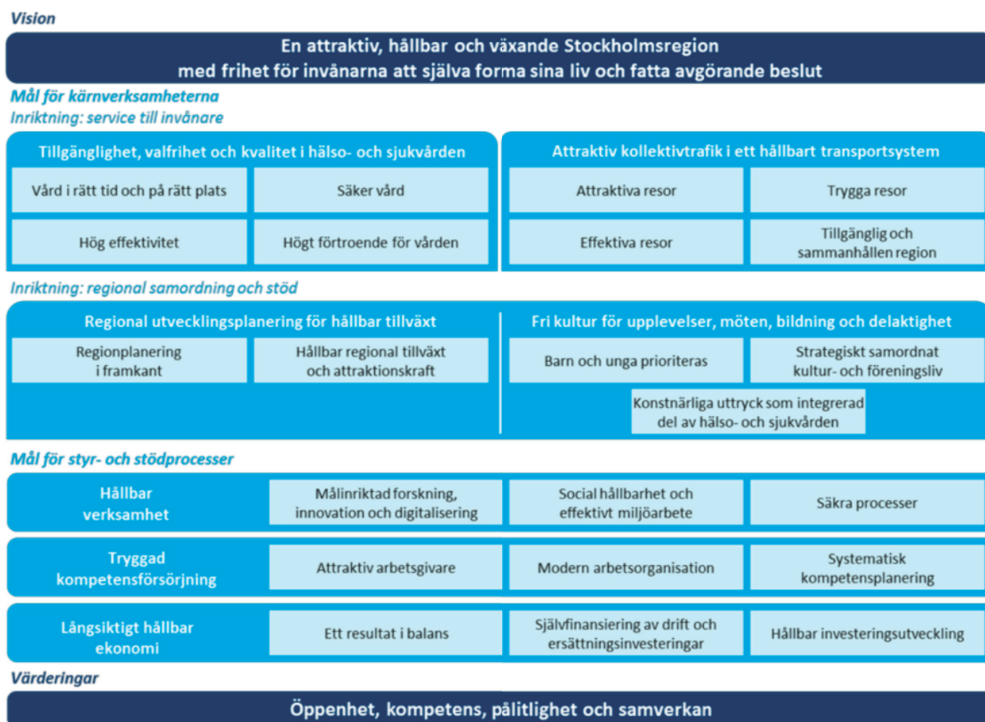 Vision
En attraktiv, hållbar och växande Stockholmsregion
med frihet för invånarna att själva forma sina liv och fatta avgörande beslut
Mål för kärnverksamheterna
Inriktning: service till invånare
Tillgänglighet, valfrihet och kvalitet i hälso- och sjukvården
Vård i rätt tid och på rätt plats
Säker vård
Hög effektivitet
Högt förtroende för vården
Attraktiv kollektivtrafik i ett hållbart transportsystem
Attraktiva resor
Trygga resor
Effektiva resor
Tillgänglig och
sammanhållen region
Inriktning: regional samordning och stöd
Regional utvecklingsplanering för hållbar tillväxt
Regionplanering
i framkant
Hållbar regional tillväxt
och attraktionskraft
Fri kultur för upplevelser, möten, bildning och delaktighet
Barn och unga prioriteras
Strategiskt samordnat
kultur- och föreningsliv
Konstnärliga uttryck som integrerad
del av hälso- och sjukvården
Mål för styr- och stödprocesser
Hållbar
verksamhet
Målinriktad forskning,
innovation och digitalisering
Social hållbarhet och
effektivt miljöarbete
Säkra processer
Tryggad
kompetensförsörjning
Attraktiv arbetsgivare
Modern arbetsorganisation
Systematisk
kompetensplanering
Långsiktigt hållbar
ekonomi
Ett resultat i balans
Självfinansiering av drift och
ersättningsinvesteringar
Hållbar investeringsutveckling
Värderingar
Öppenhet, kompetens, pålitlighet och samverkan